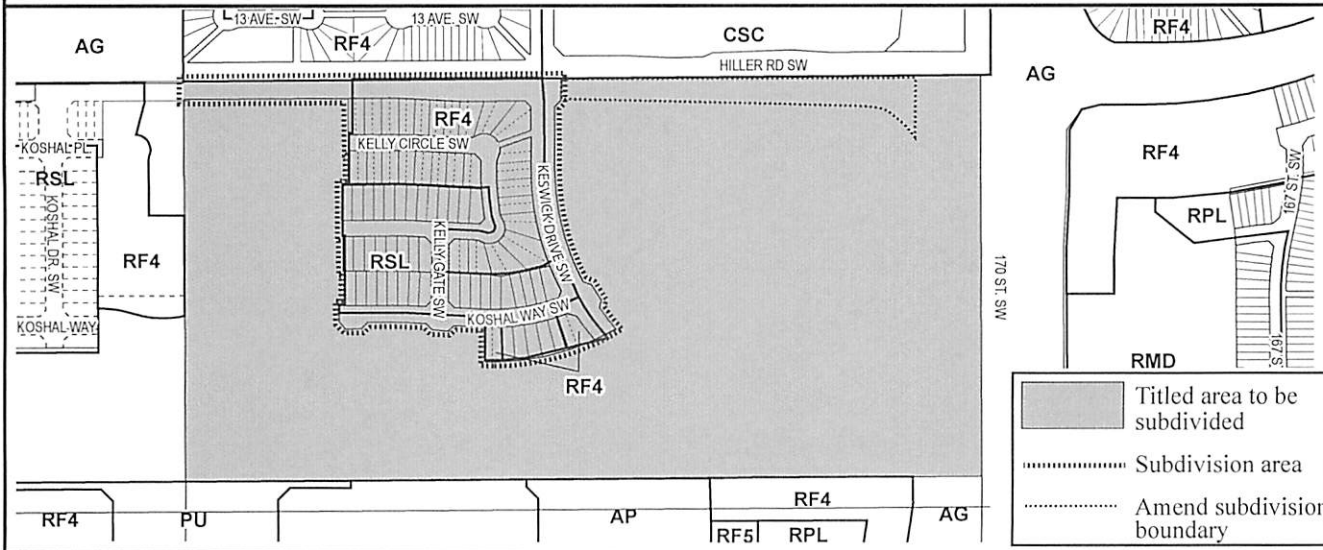 13 AVE. SW
13 AVE. SW
AG
RF4
CSC
HILLER RD SW
AG
RF4
KOSHAL PL
RSL
KOSHAL DR. SW
KOSHAL WAY
RF4
RF4
KELLY CIRCLE SW
KESWICK DRIVE SW
RSL
KELLY GATE SW
KOSHAL WAY SW
RF4
170 ST. SW
RF4
RPL
167 ST. SW
RMD
167 S
Titled area to be
subdivided
Subdivision area
Amend subdivision
boundary
RF4
PU
AP
RF4
RF5
RPL
AG